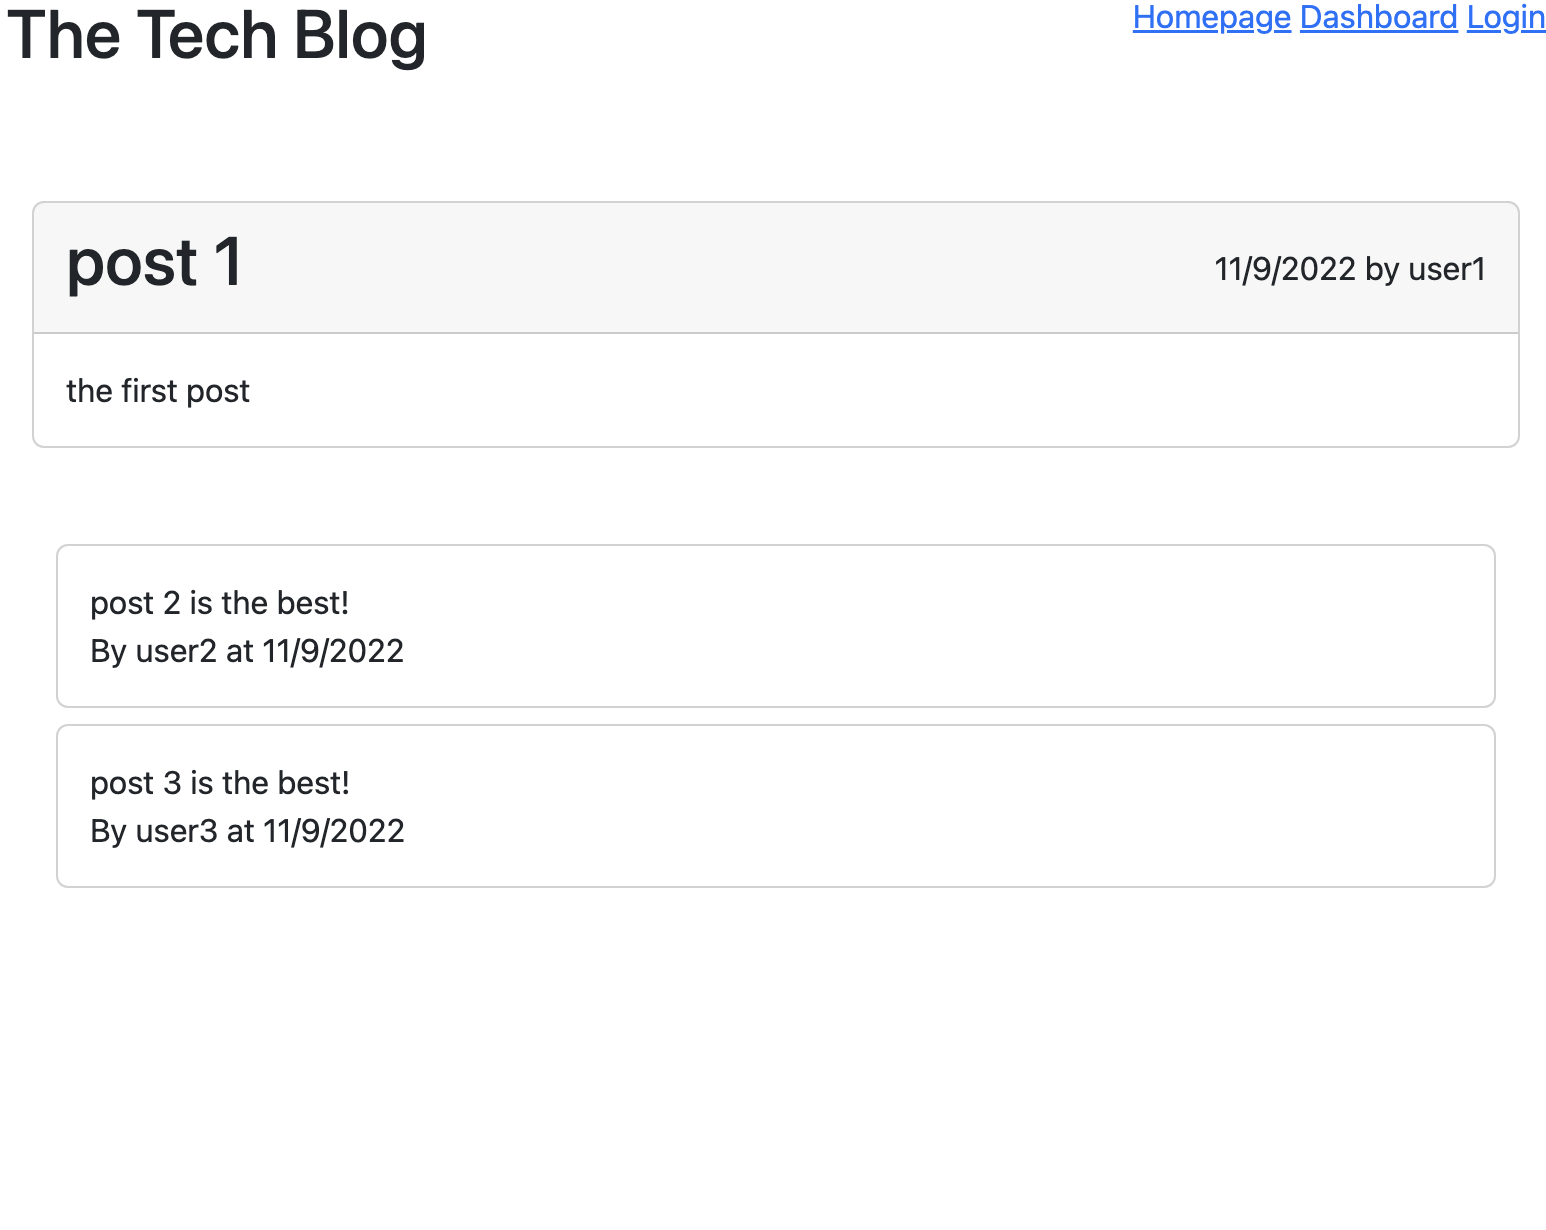 The Tech Blog
Homepage Dashboard Login
post 1
11/9/2022 by user1
the first post
post 2 is the best!
By user2 at 11/9/2022
post 3 is the best!
By user3 at 11/9/2022